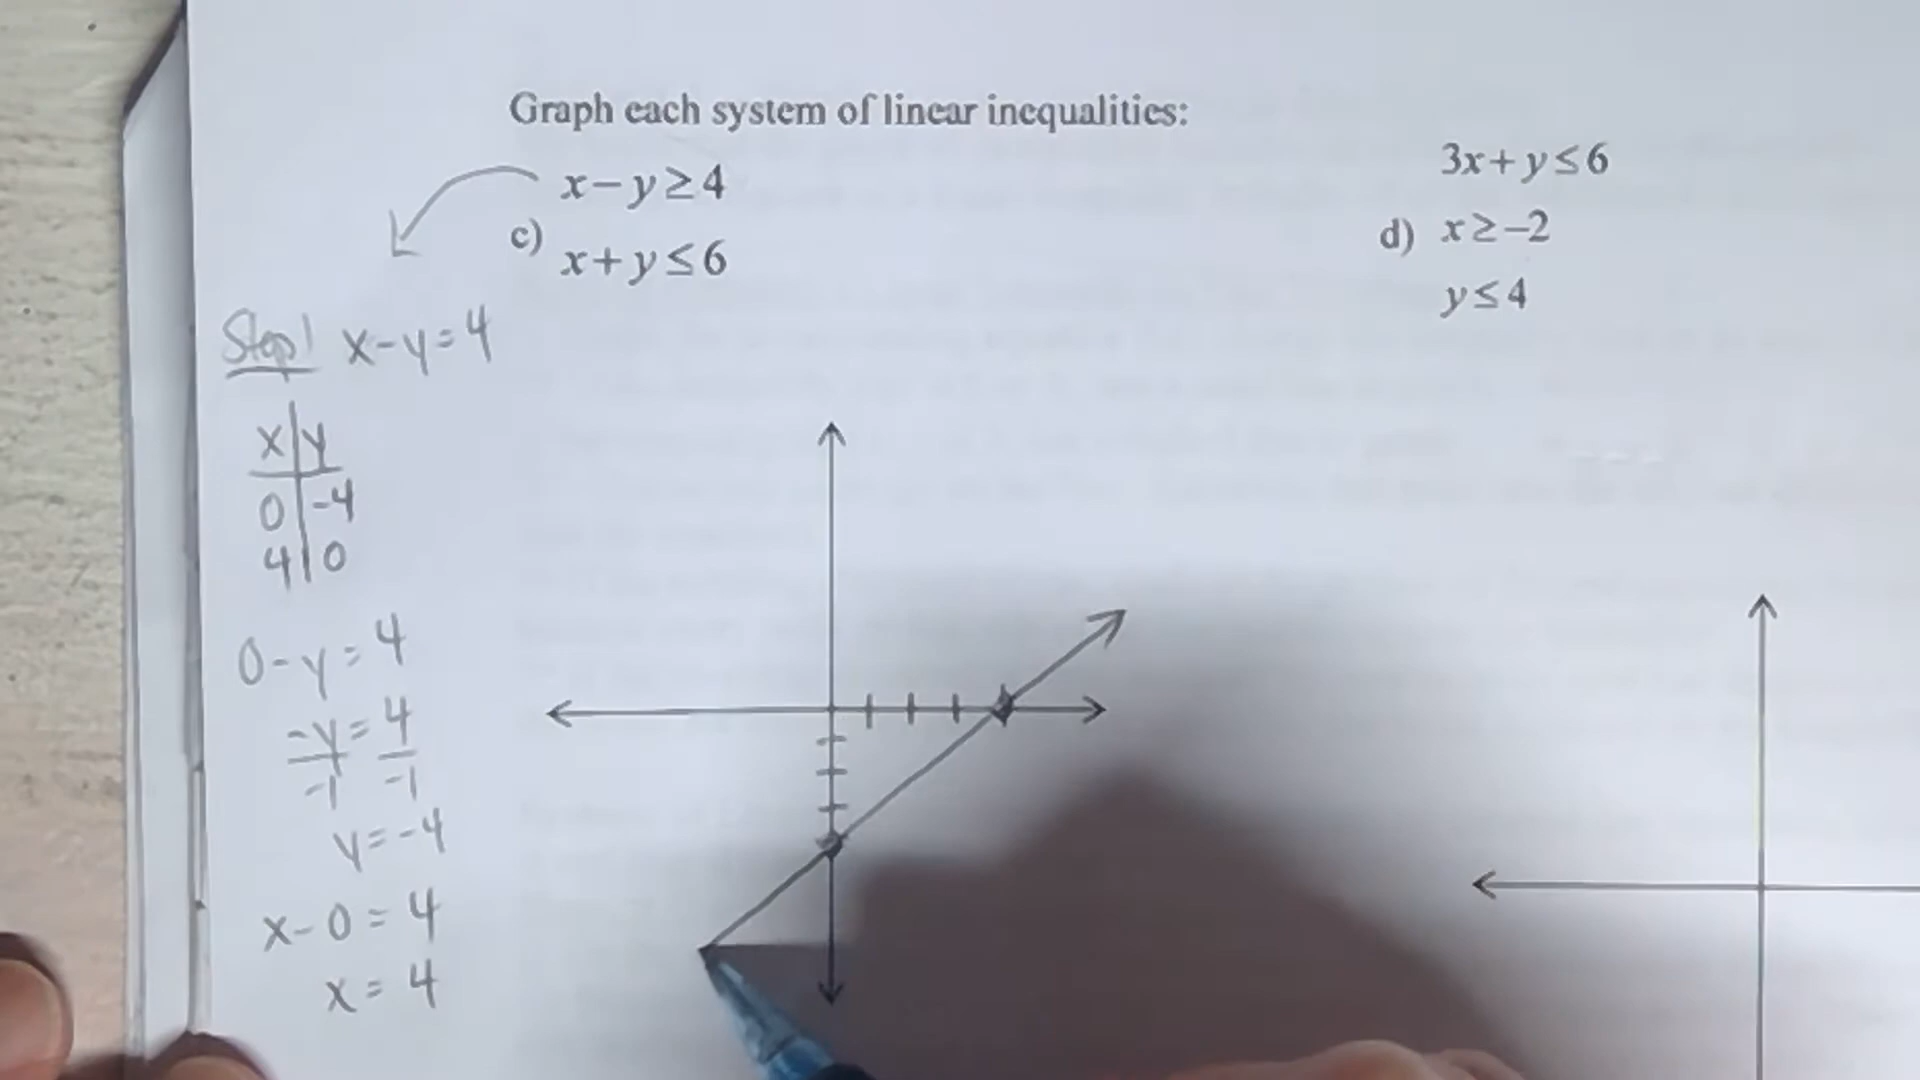 Graph each system of linear inequalities:
c) x−y≥4
x+y≤6
d) 3x+y≤6
x≥−2
y≤4
Step 1 x-y=4
x|y
0|-4
4|0
0-y=4
-y=4
-1 -1
y=-4
x-0=4
x=4